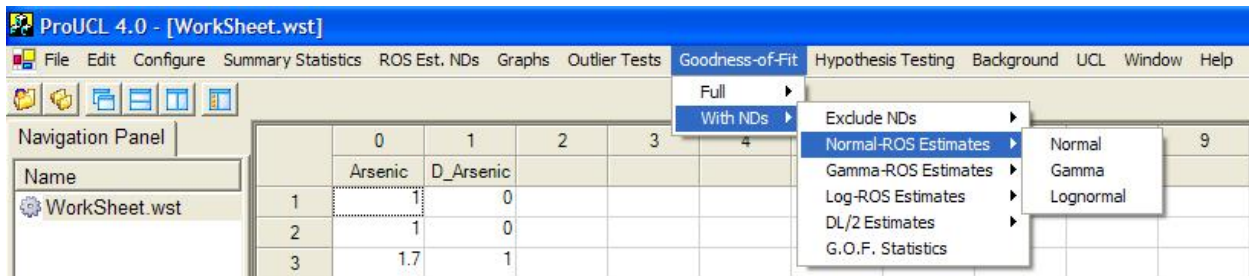 ProUCL 4.0 - [WorkSheet.wst]
File Edit Configure Summary Statistics ROS Est. NDs Graphs Outlier Tests Goodness-of-Fit Hypothesis Testing Background UCL Window Help
Full
With NDs
Exclude NDs
Normal-ROS Estimates
Gamma-ROS Estimates
Log-ROS Estimates
DL/2 Estimates
G.O.F. Statistics
Normal
Gamma
Lognormal
Navigation Panel
Name
WorkSheet.wst
0 1 2 3 4 9
Arsenic D_Arsenic
1 1 0
2 1 0
3 1.7 1